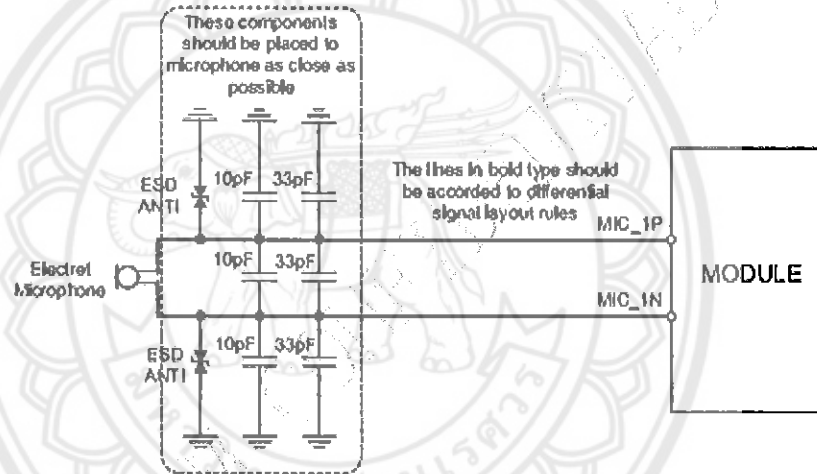 These components
should be placed to
microphone as close as
possible
10pF
33pF
ESD
ANTI
The lines in bold type should
be accorded to differential
signal layout rules
MIC_1P
Electret
Microphone
10pF
33pF
MODULE
MIC_1N
10pF
33pF
ESD
ANTI